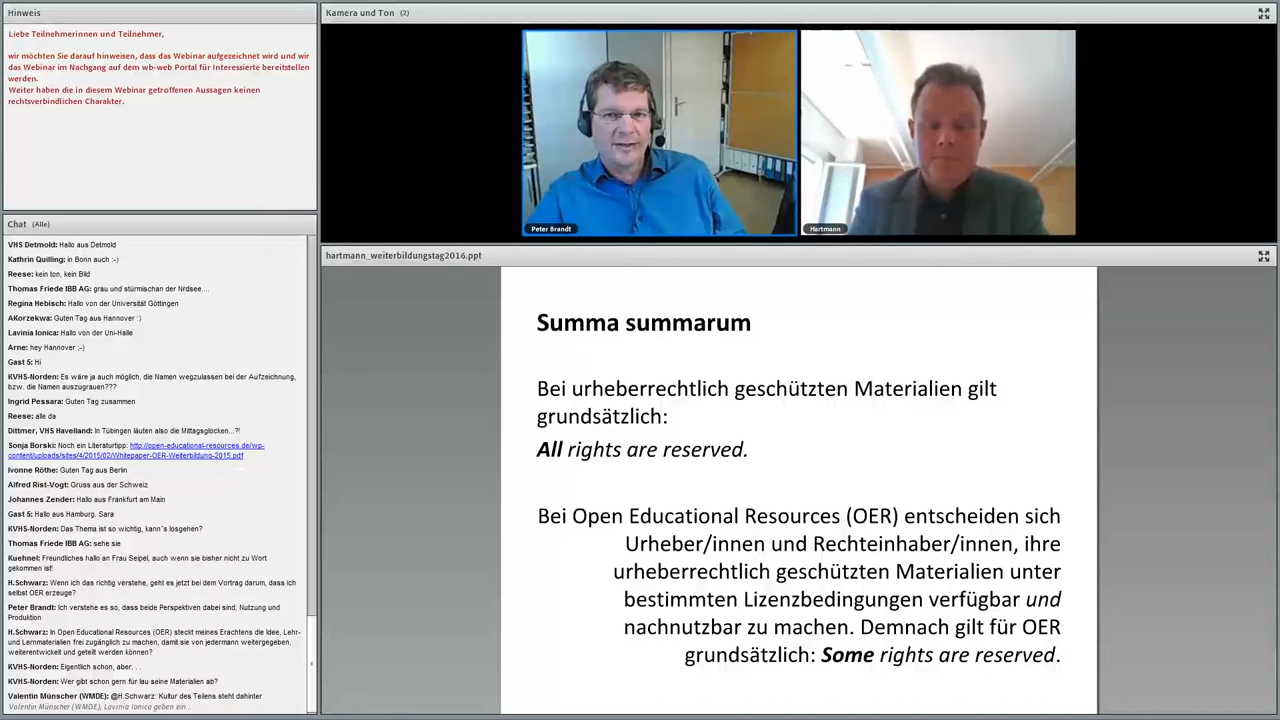 Hinweis
Liebe Teilnehmerinnen und Teilnehmer,
wir möchten Sie darauf hinweisen, dass das Webinar aufgezeichnet wird und wir
das Webinar im Nachgang auf dem wb-web Portal für Interessierte bereitstellen
werden.
Weiter haben die in diesem Webinar getroffenen Aussagen keinen
rechtsverbindlichen Charakter.
Chat (Alle)
VHS Detmold: Hallo aus Detmold
Kathrin Quilling: in Bonn auch :-)
Reese: kein ton, kein Bild
Thomas Friede IBB AG: grau und stürmischan der Nrdsee....
Regina Hebisch: Hallo von der Universität Göttingen
AKorzekwa: Guten Tag aus Hannover :)
Lavinia Ionica: Hallo von der Uni-Halle
Arne: hey Hannover ;-)
Gast 5: Hi
KVHS-Norden: Es wäre ja auch möglich, die Namen wegzulassen bei der Aufzeichnung,
bzw. die Namen auszugrauen???
Ingrid Pessara: Guten Tag zusammen
Reese: alle da
Dittmer, VHS Havelland: In Tübingen läuten also die Mittagsglocken...?!
Sonja Borski: Noch ein Literaturtipp: http://open-educational-resources.de/wp-
content/uploads/sites/4/2015/02/Whitepaper-OER-Weiterbildung-2015.pdf
Ivonne Röthe: Guten Tag aus Berlin
Alfred Rist-Vogt: Gruss aus der Schweiz
Johannes Zender: Hallo aus Frankfurt am Main
Gast 5: Hallo aus Hamburg. Sara
KVHS-Norden: Das Thema ist so wichtig, kann´s losgehen?
Thomas Friede IBB AG: sehe sie
Kuehnel: Freundliches hallo an Frau Seipel, auch wenn sie bisher nicht zu Wort
gekommen ist!
H.Schwarz: Wenn ich das richtig verstehe, geht es jetzt bei dem Vortrag darum, dass ich
selbst OER erzeuge?
Peter Brandt: Ich verstehe es so, dass beide Perspektiven dabei sind. Nutzung und
Produktion
H.Schwarz: In Open Educational Resources (OER) steckt meines Erachtens die Idee, Lehr-
und Lernmaterialien frei zugänglich zu machen, damit sie von jedermann weitergegeben,
weiterentwickelt und geteilt werden können?
KVHS-Norden: Eigentlich schon, aber. . .
KVHS-Norden: Wer gibt schon gern für lau seine Materialien ab?
Valentin Münscher (WMDE): @H.Schwarz: Kultur des Teilens steht dahinter
Valentin Münscher (WMDE), Lavinia Ionica geben ein...
Kamera und Ton (2)
Peter Brandt
Hartmann
hartmann_weiterbildungstag2016.ppt
Summa summarum
Bei urheberrechtlich geschützten Materialien gilt
grundsätzlich:
All rights are reserved.
Bei Open Educational Resources (OER) entscheiden sich
Urheber/innen und Rechteinhaber/innen, ihre
urheberrechtlich geschützten Materialien unter
bestimmten Lizenzbedingungen verfügbar und
nachnutzbar zu machen. Demnach gilt für OER
grundsätzlich: Some rights are reserved.